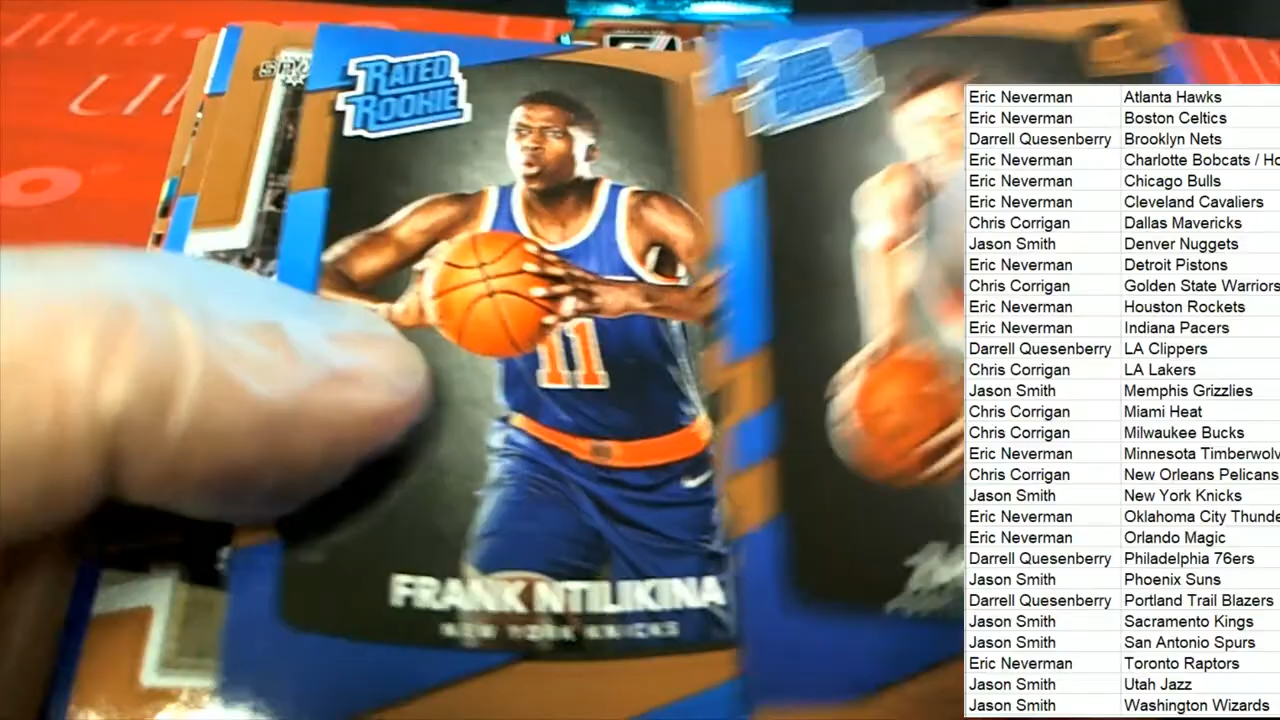 RATED
ROOKIE
FRANK NTILIKINA
NEW YORK KNICKS
Eric Neverman Atlanta Hawks
Eric Neverman Boston Celtics
Darrell Quesenberry Brooklyn Nets
Eric Neverman Charlotte Bobcats / Ho
Eric Neverman Chicago Bulls
Eric Neverman Cleveland Cavaliers
Chris Corrigan Dallas Mavericks
Jason Smith Denver Nuggets
Eric Neverman Detroit Pistons
Chris Corrigan Golden State Warriors
Eric Neverman Houston Rockets
Eric Neverman Indiana Pacers
Darrell Quesenberry LA Clippers
Chris Corrigan LA Lakers
Jason Smith Memphis Grizzlies
Chris Corrigan Miami Heat
Chris Corrigan Milwaukee Bucks
Eric Neverman Minnesota Timberwolv
Chris Corrigan New Orleans Pelicans
Jason Smith New York Knicks
Eric Neverman Oklahoma City Thunde
Eric Neverman Orlando Magic
Darrell Quesenberry Philadelphia 76ers
Jason Smith Phoenix Suns
Darrell Quesenberry Portland Trail Blazers
Jason Smith Sacramento Kings
Jason Smith San Antonio Spurs
Eric Neverman Toronto Raptors
Jason Smith Utah Jazz
Jason Smith Washington Wizards
11